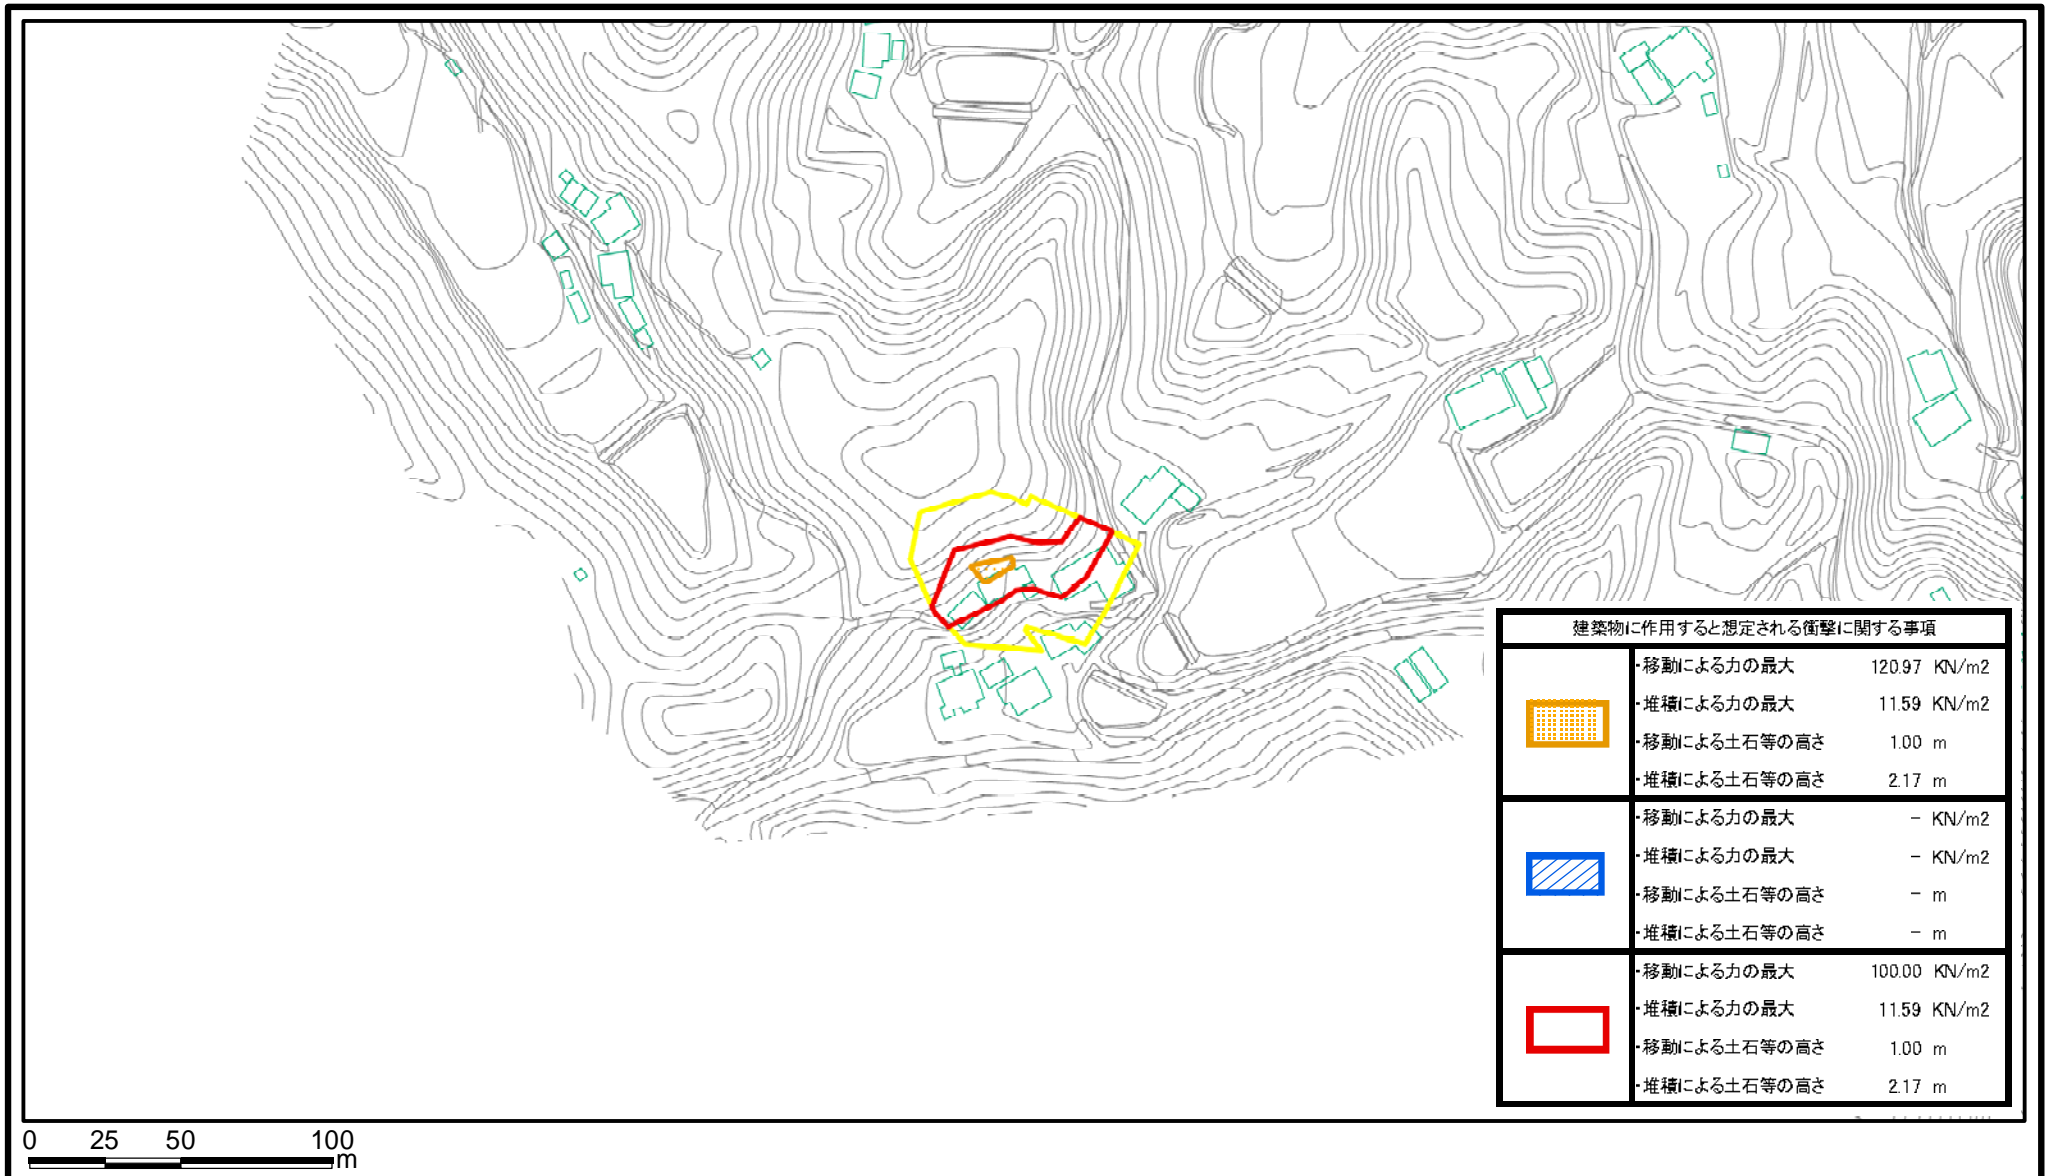 建築物に作用すると想定される衝撃に関する事項
・移動による力の最大 120.97 KN/m2
・堆積による力の最大 11.59 KN/m2
・移動による土石等の高さ 1.00 m
・堆積による土石等の高さ 2.17 m
・移動による力の最大 - KN/m2
・堆積による力の最大 - KN/m2
・移動による土石等の高さ - m
・堆積による土石等の高さ - m
・移動による力の最大 100.00 KN/m2
・堆積による力の最大 11.59 KN/m2
・移動による土石等の高さ 1.00 m
・堆積による土石等の高さ 2.17 m
0 25 50 100
m